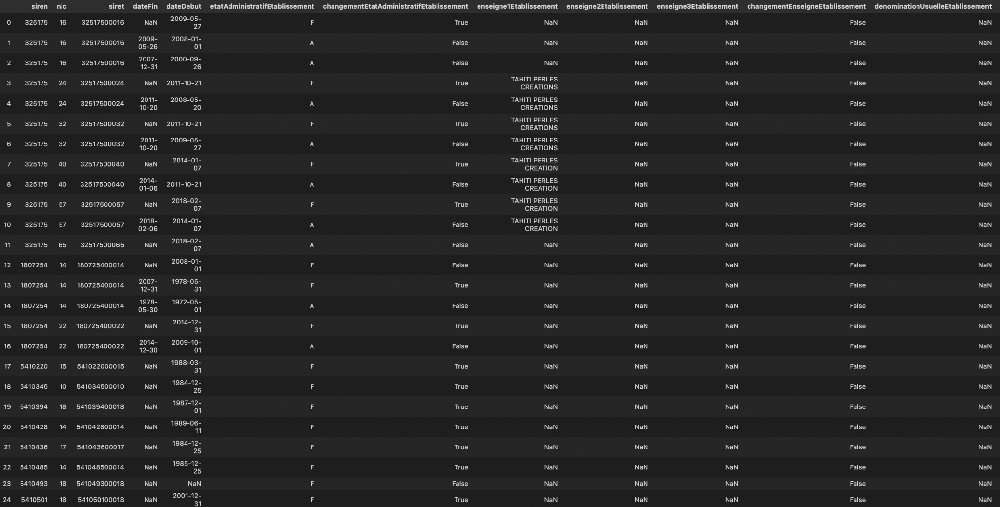 siren nic siret dateFin dateDebut etatAdministratifEtablissement changementEtatAdministratifEtablissement enseigne1Etablissement enseigne2Etablissement enseigne3Etablissement changementEnseigneEtablissement denominationUsuelleEtablissement
0 325175 16 32517500016 NaN 2009-05-27 F True NaN NaN NaN False NaN
1 325175 16 32517500016 2009-05-26 2008-01-01 A False NaN NaN NaN False NaN
2 325175 16 32517500016 2007-12-31 2000-09-26 A False NaN NaN NaN False NaN
3 325175 24 32517500024 NaN 2011-10-21 F True TAHITI PERLES CREATIONS NaN NaN False NaN
4 325175 24 32517500024 2011-10-20 2008-05-20 A False TAHITI PERLES CREATIONS NaN NaN False NaN
5 325175 32 32517500032 NaN 2011-10-21 F True TAHITI PERLES CREATIONS NaN NaN False NaN
6 325175 32 32517500032 2011-10-20 2009-05-27 A False TAHITI PERLES CREATIONS NaN NaN False NaN
7 325175 40 32517500040 NaN 2014-01-07 F True TAHITI PERLES CREATION NaN NaN False NaN
8 325175 40 32517500040 2014-01-06 2011-10-21 A False TAHITI PERLES CREATION NaN NaN False NaN
9 325175 57 32517500057 NaN 2018-02-07 F True TAHITI PERLES CREATION NaN NaN False NaN
10 325175 57 32517500057 2018-02-06 2014-01-07 A False TAHITI PERLES CREATION NaN NaN False NaN
11 325175 65 32517500065 NaN 2018-02-07 A False NaN NaN NaN False NaN
12 1807254 14 180725400014 NaN 2008-01-01 F False NaN NaN NaN False NaN
13 1807254 14 180725400014 2007-12-31 1978-05-31 F True NaN NaN NaN False NaN
14 1807254 14 180725400014 1978-05-30 1972-05-01 A False NaN NaN NaN False NaN
15 1807254 22 180725400022 NaN 2014-12-31 F True NaN NaN NaN False NaN
16 1807254 22 180725400022 2014-12-30 2009-10-01 A False NaN NaN NaN False NaN
17 5410220 15 541022000015 NaN 1988-03-31 F True NaN NaN NaN False NaN
18 5410345 10 541034500010 NaN 1984-12-25 F True NaN NaN NaN False NaN
19 5410394 18 541039400018 NaN 1987-12-01 F True NaN NaN NaN False NaN
20 5410428 14 541042800014 NaN 1989-06-11 F True NaN NaN NaN False NaN
21 5410436 17 541043600017 NaN 1984-12-25 F True NaN NaN NaN False NaN
22 5410485 14 541048500014 NaN 1985-12-25 F True NaN NaN NaN False NaN
23 5410493 18 541049300018 NaN NaN F False NaN NaN NaN False NaN
24 5410501 18 541050100018 NaN 2001-12-31 F True NaN NaN NaN False NaN